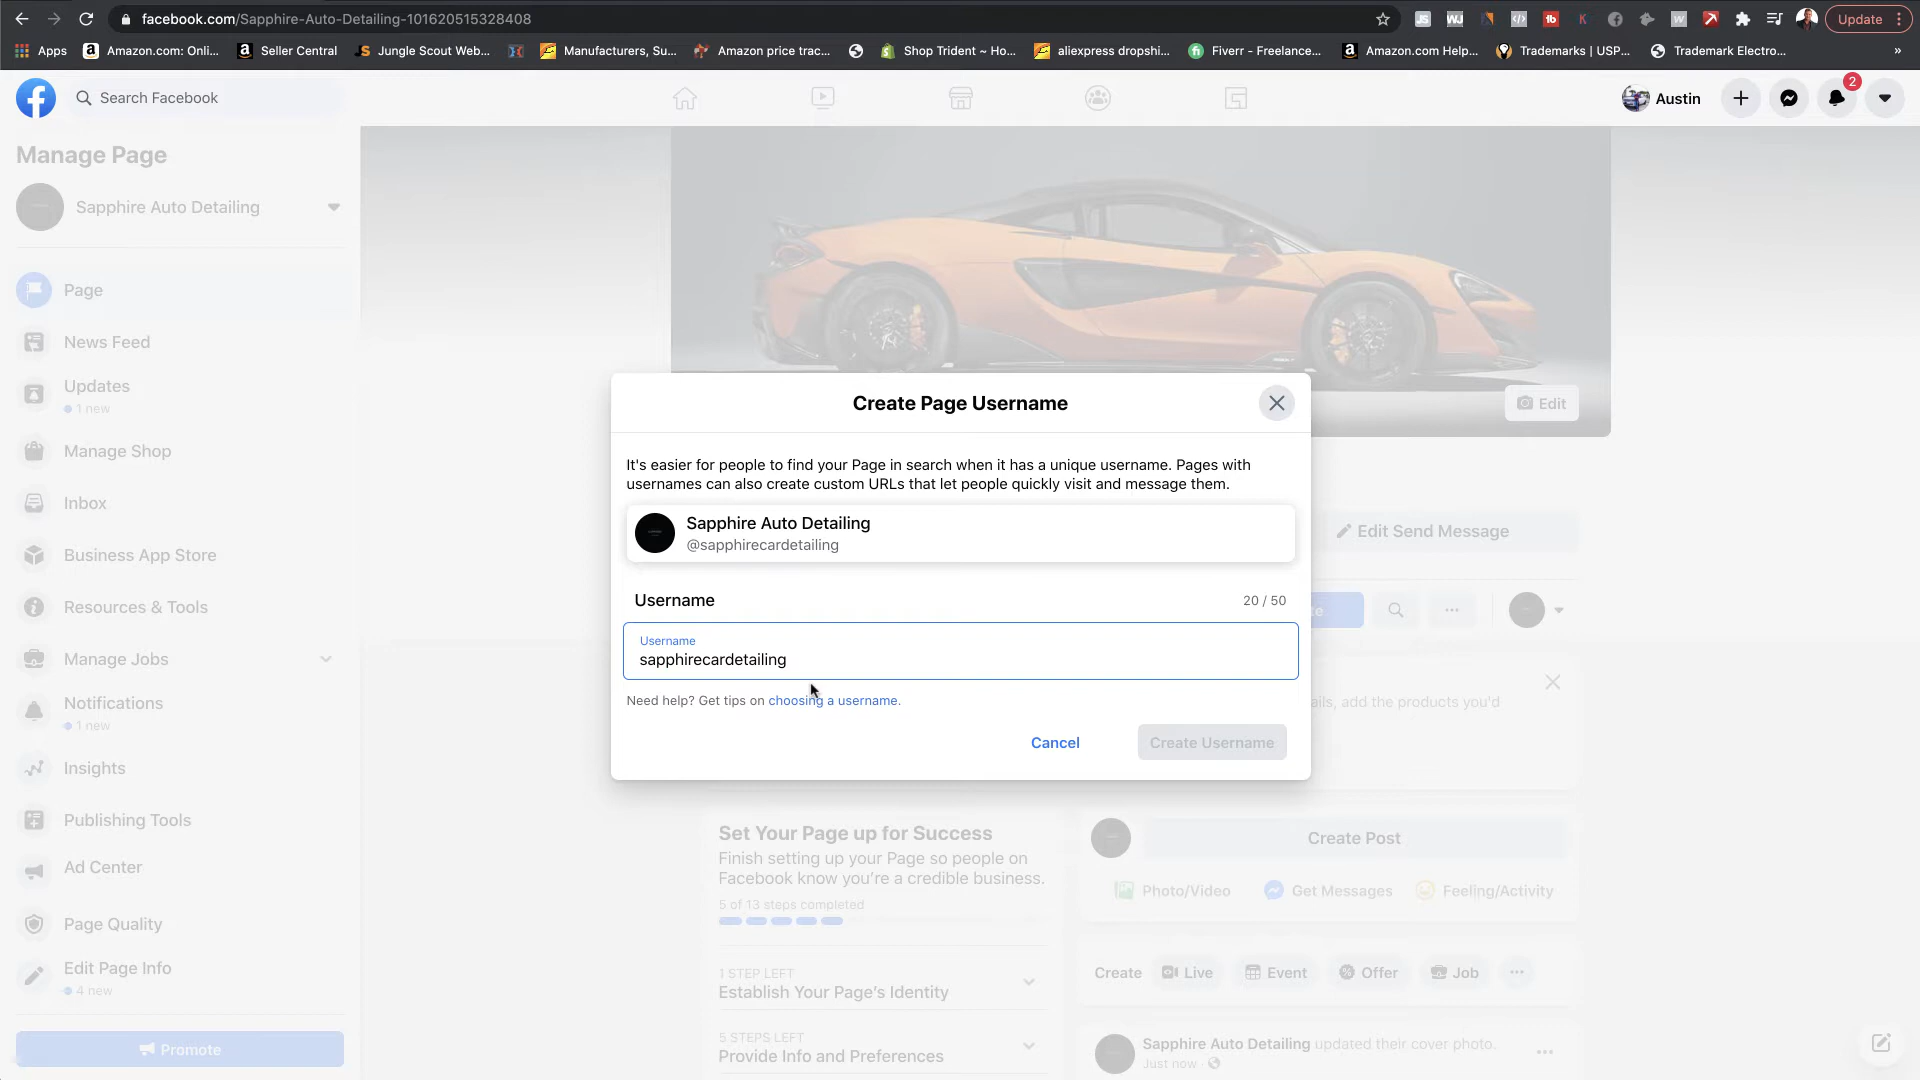 facebook.com/Sapphire-Auto-Detailing-101620515328408
Update
Apps
Amazon.com: Onli...
Seller Central
Jungle Scout Web...
Manufacturers, Su...
Amazon price trac...
Shop Trident ~ Ho...
aliexpress dropshi...
Fiverr - Freelance...
Amazon.com Help...
Trademarks | USP...
Trademark Electro...
»
Search Facebook
Austin
2
Manage Page
Sapphire Auto Detailing
Page
News Feed
Updates
1 new
Manage Shop
Inbox
Business App Store
Resources & Tools
Manage Jobs
Notifications
1 new
Insights
Publishing Tools
Ad Center
Page Quality
Edit Page Info
4 new
Promote
Edit
Edit Send Message
Create Page Username
It's easier for people to find your Page in search when it has a unique username. Pages with
usernames can also create custom URLs that let people quickly visit and message them.
Sapphire Auto Detailing
@sapphirecardetailing
Username
20 / 50
Username
sapphirecardetailing
Need help? Get tips on choosing a username.
Cancel
Create Username
ails, add the products you'd
Set Your Page up for Success
Finish setting up your Page so people on
Facebook know you're a credible business.
5 of 13 steps completed
1 STEP LEFT
Establish Your Page's Identity
5 STEPS LEFT
Provide Info and Preferences
Create Post
Photo/Video
Get Messages
Feeling/Activity
Create
Live
Event
Offer
Job
Sapphire Auto Detailing updated their cover photo.
Just now ·